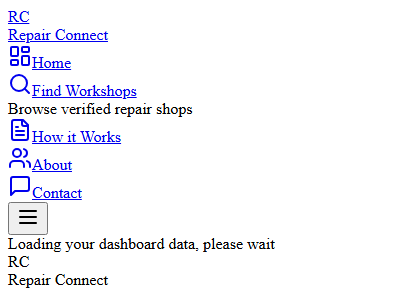 RC
Repair Connect
Home
Find Workshops
Browse verified repair shops
How it Works
About
Contact
Loading your dashboard data, please wait
RC
Repair Connect